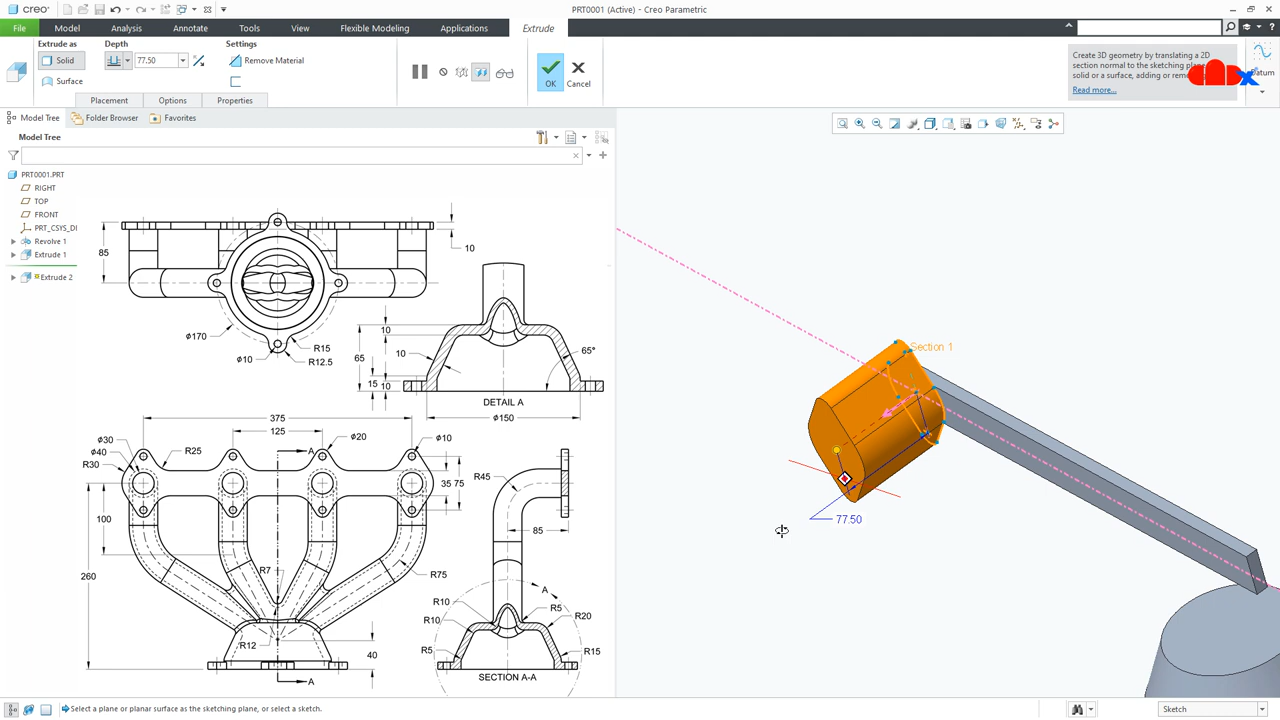 creo
PRT0001 (Active) - Creo Parametric
File Model Analysis Annotate Tools View Flexible Modeling Applications Extrude
Extrude as Depth Settings
Solid 77.50 Remove Material
Surface
OK Cancel
Placement Options Properties
Create 3D geometry by translating a 2D
section normal to the sketching plane
solid or a surface, adding or
Read more...
Datum
Model Tree Folder Browser Favorites
Model Tree
PRT0001.PRT
RIGHT
TOP
FRONT
PRT_CSYS_DI
Revolve 1
Extrude 1
Extrude 2
85
10
ϕ170
ϕ10
R15
R12.5
10
65
10
15
10
65°
DETAIL A
ϕ150
375
125
ϕ30
ϕ40
R30
R25
ϕ20
ϕ10
A
35 75
100
260
R7
R75
R12
40
A
R45
85
A
R10
R10
R5
R5
R20
R15
SECTION A-A
Section 1
77.50
Select a plane or planar surface as the sketching plane, or select a sketch.
Sketch